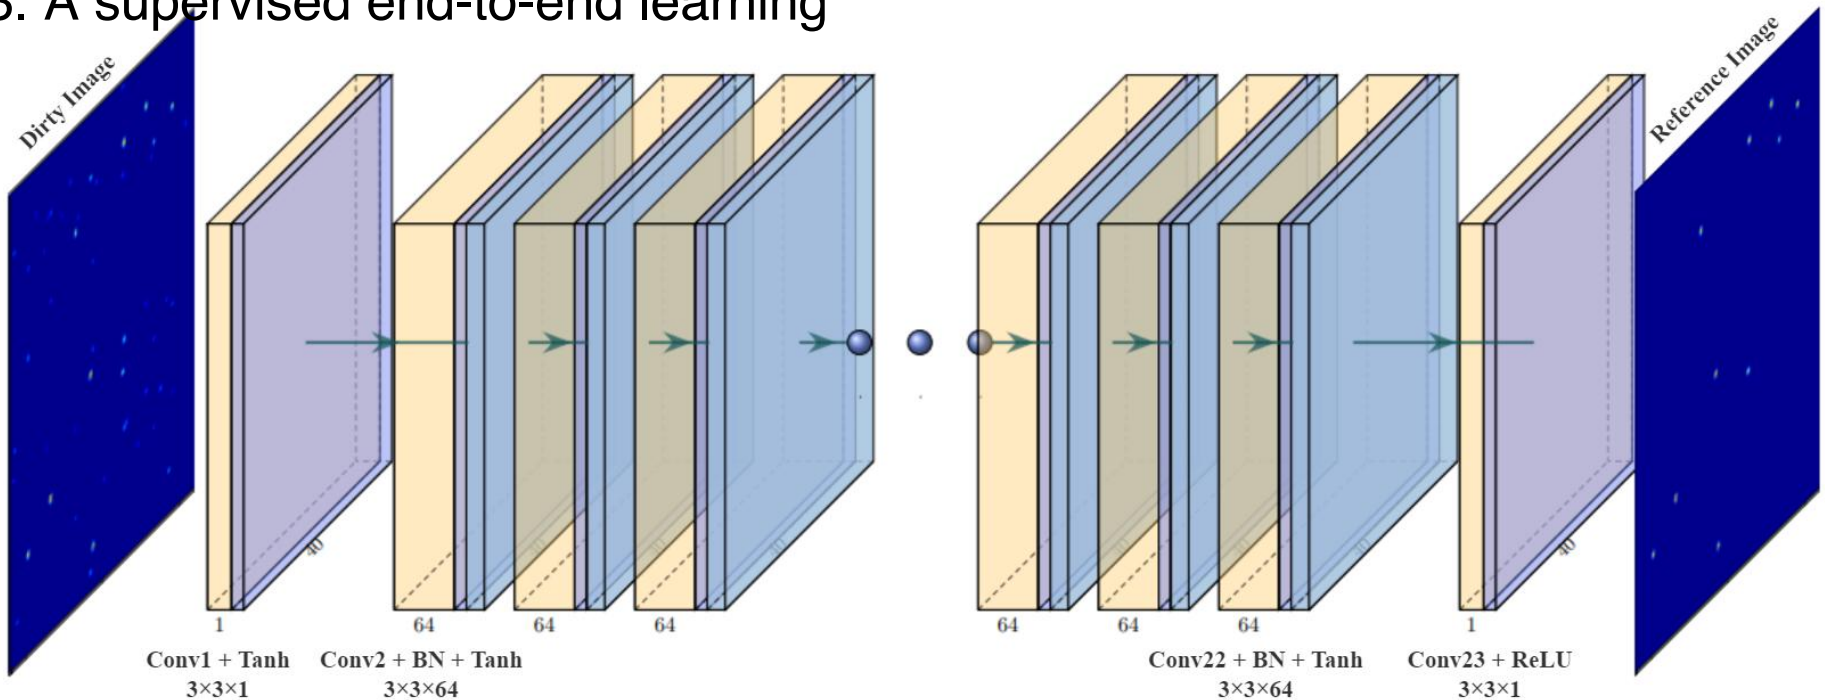 3. A supervised end-to-end learning
Dirty Image
Reference Image
40
40
1
64
64
64
64
64
64
1
Conv1 + Tanh
3×3×1
Conv2 + BN + Tanh
3×3×64
Conv22 + BN + Tanh
3×3×64
Conv23 + ReLU
3×3×1